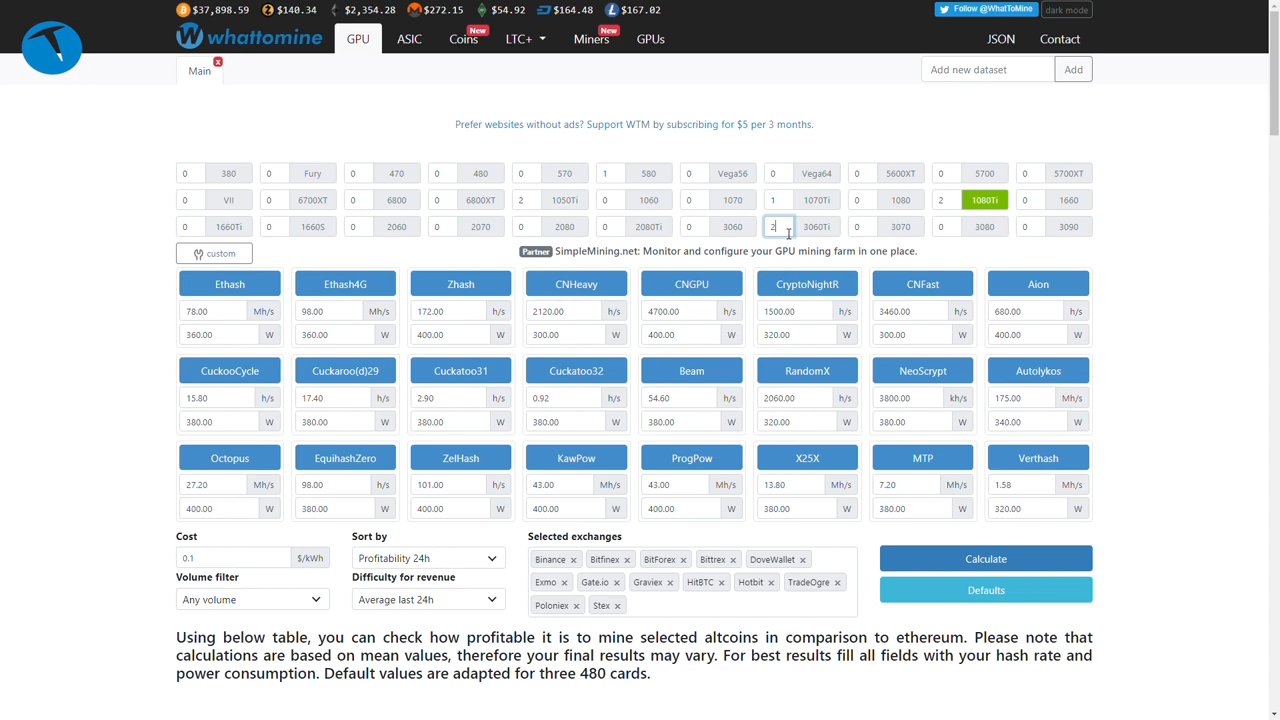 $37,898.59 $140.34 $2,354.28 $272.15 $54.92 $164.48 $167.02 Follow @WhatToMine dark mode
whattomine GPU ASIC Coins New LTC+ Miners New GPUs JSON Contact
Main x Add new dataset Add
Prefer websites without ads? Support WTM by subscribing for $5 per 3 months.
0 380 0 Fury 0 470 0 480 0 570 1 580 0 Vega56 0 Vega64 0 5600XT 0 5700 0 5700XT
0 VII 0 6700XT 0 6800 0 6800XT 2 1050Ti 0 1060 0 1070 1 1070Ti 0 1080 2 1080Ti 0 1660
0 1660Ti 0 1660S 0 2060 0 2070 0 2080 0 2080Ti 0 3060 2 3060Ti 0 3070 0 3080 0 3090
custom Partner SimpleMining.net: Monitor and configure your GPU mining farm in one place.
Ethash Ethash4G Zhash CNHeavy CNGPU CryptoNightR CNFast Aion
78.00 Mh/s 98.00 Mh/s 172.00 h/s 2120.00 h/s 4700.00 h/s 1500.00 h/s 3460.00 h/s 680.00 h/s
360.00 W 360.00 W 400.00 W 300.00 W 400.00 W 320.00 W 300.00 W 400.00 W
CuckooCycle Cuckaroo(d)29 Cuckatoo31 Cuckatoo32 Beam RandomX NeoScrypt Autolykos
15.80 h/s 17.40 h/s 2.90 h/s 0.92 h/s 54.60 h/s 2060.00 h/s 3800.00 kh/s 175.00 Mh/s
380.00 W 380.00 W 380.00 W 380.00 W 380.00 W 320.00 W 380.00 W 340.00 W
Octopus EquihashZero ZelHash KawPow ProgPow X25X MTP Verthash
27.20 Mh/s 98.00 h/s 101.00 h/s 43.00 Mh/s 43.00 Mh/s 13.80 Mh/s 7.20 Mh/s 1.58 Mh/s
400.00 W 380.00 W 400.00 W 400.00 W 400.00 W 380.00 W 380.00 W 320.00 W
Cost Sort by Selected exchanges
0.1 $/kWh Profitability 24h Binance × Bitfinex × BitForex × Bittrex × DoveWallet × Calculate
Volume filter Difficulty for revenue Exmo × Gate.io × Graviex × HitBTC × Hotbit × TradeOgre × Defaults
Any volume Average last 24h Poloniex × Stex ×
Using below table, you can check how profitable it is to mine selected altcoins in comparison to ethereum. Please note that
calculations are based on mean values, therefore your final results may vary. For best results fill all fields with your hash rate and
power consumption. Default values are adapted for three 480 cards.